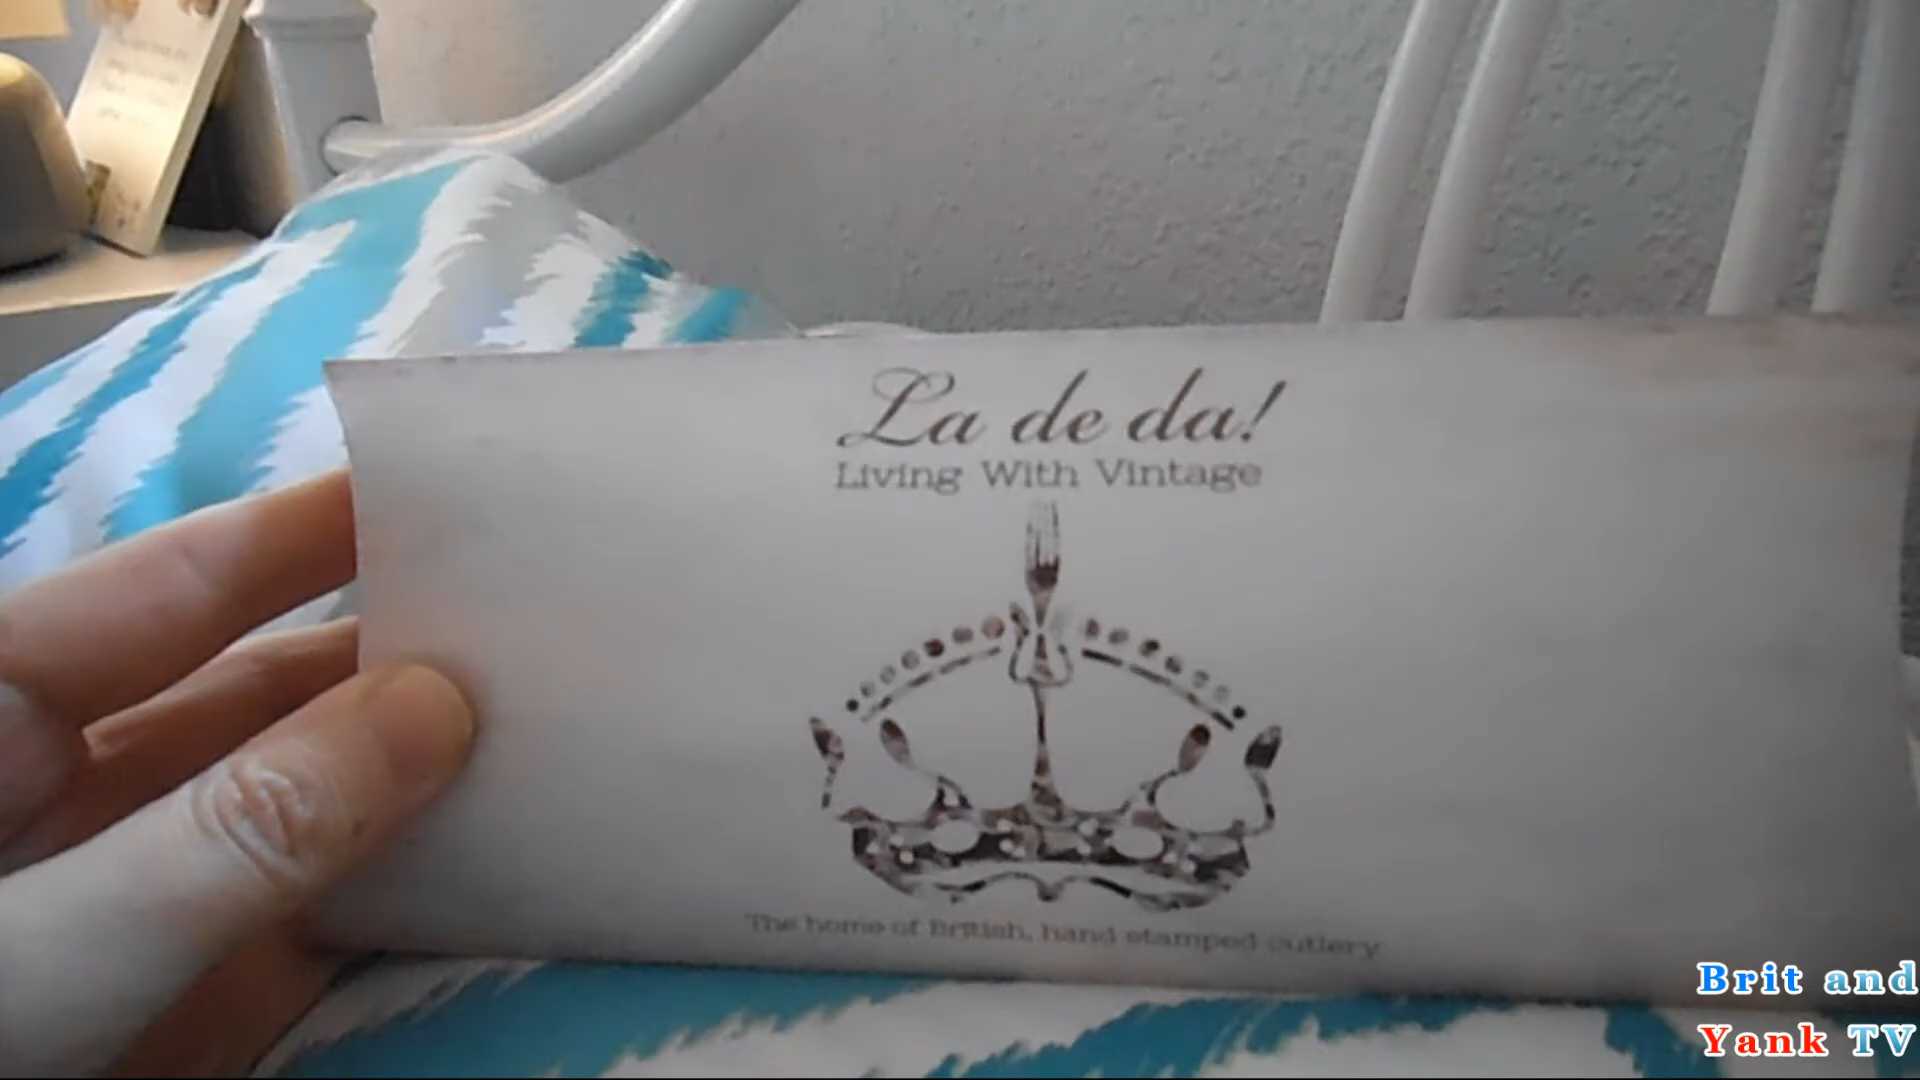 La de da!
Living With Vintage
The home of British, hand stamped cutlery
Brit and
Yank TV